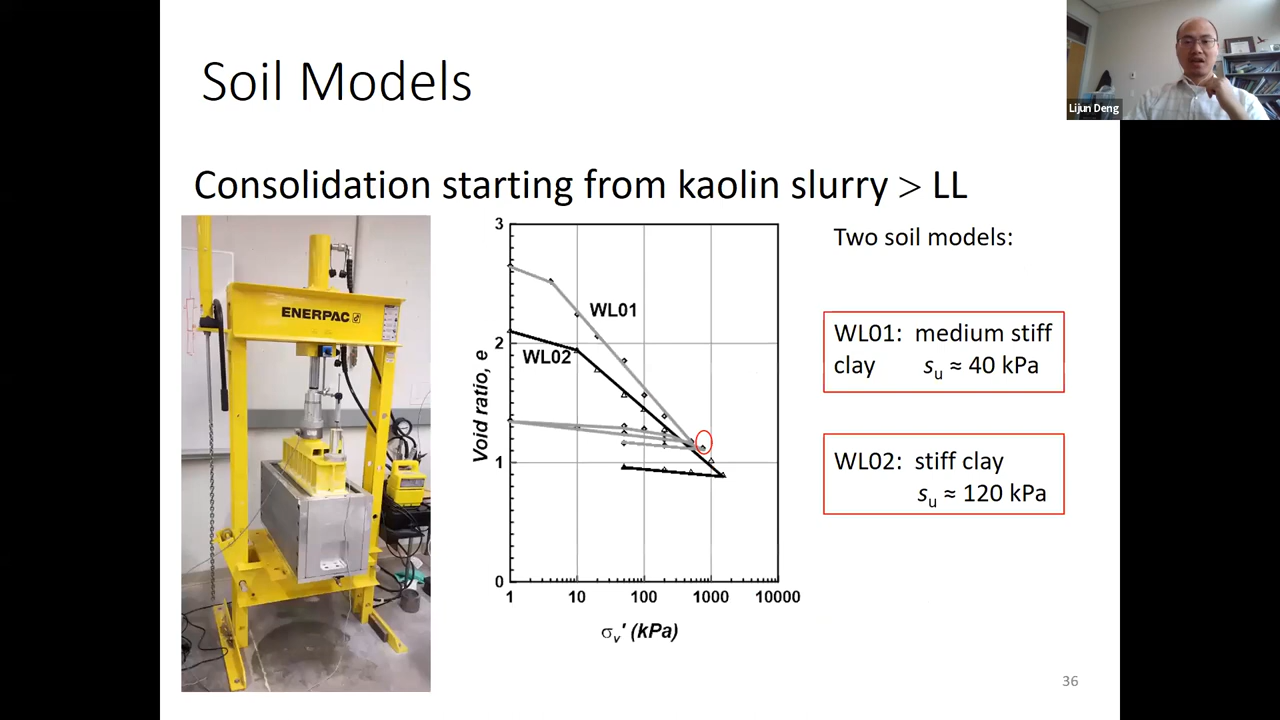 Soil Models
Lijun Deng
Consolidation starting from kaolin slurry > LL
ENERPAC
3
2
1
0
WL01
WL02
Void ratio, e
1 10 100 1000 10000
σv' (kPa)
Two soil models:
WL01: medium stiff
clay su ≈ 40 kPa
WL02: stiff clay
su ≈ 120 kPa
36